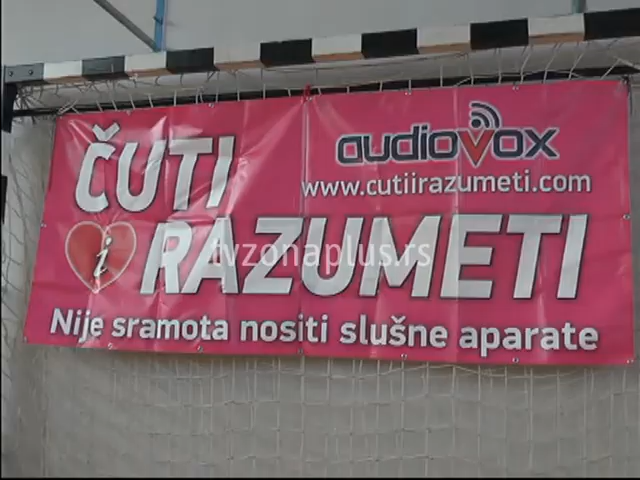 audiovox
ČUTI
www.cutiirazumeti.com
i RAZUMETI
tvzonaplus.rs
Nije sramota nositi slušne aparate